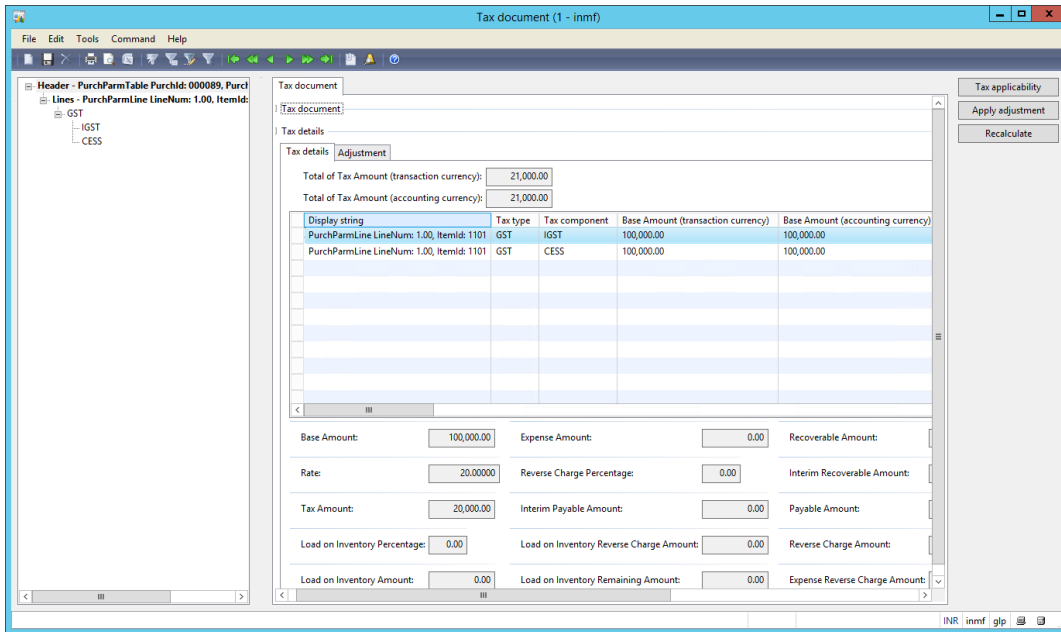 Tax document (1 - inmf)
File Edit Tools Command Help
Header - PurchParmTable PurchId: 000089, Purch
Lines - PurchParmLine LineNum: 1.00, ItemId:
GST
IGST
CESS
Tax document
Tax document
Tax details
Tax details Adjustment
Total of Tax Amount (transaction currency): 21,000.00
Total of Tax Amount (accounting currency): 21,000.00
Display string Tax type Tax component Base Amount (transaction currency) Base Amount (accounting currency)
PurchParmLine LineNum: 1.00, ItemId: 1101 GST IGST 100,000.00 100,000.00
PurchParmLine LineNum: 1.00, ItemId: 1101 GST CESS 100,000.00 100,000.00
Base Amount: 100,000.00 Expense Amount: 0.00 Recoverable Amount:
Rate: 20.00000 Reverse Charge Percentage: 0.00 Interim Recoverable Amount:
Tax Amount: 20,000.00 Interim Payable Amount: 0.00 Payable Amount:
Load on Inventory Percentage: 0.00 Load on Inventory Reverse Charge Amount: 0.00 Reverse Charge Amount:
Load on Inventory Amount: 0.00 Load on Inventory Remaining Amount: 0.00 Expense Reverse Charge Amount:
Tax applicability
Apply adjustment
Recalculate
INR inmf glp